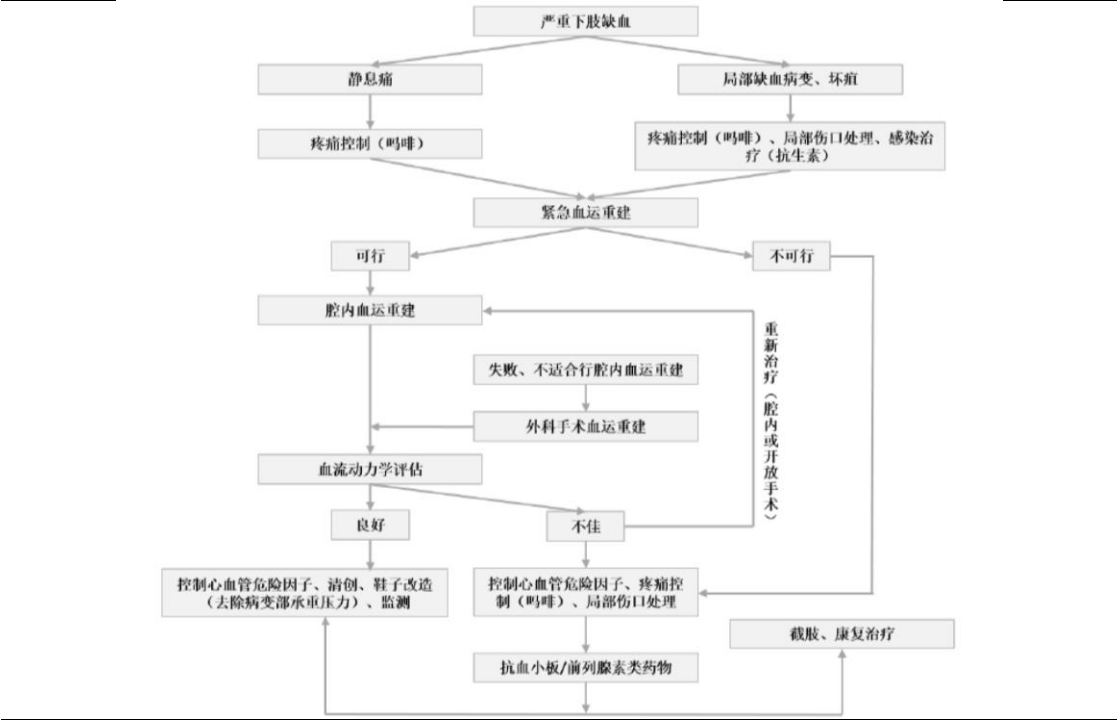 严重下肢缺血
静息痛
局部缺血病变、坏疽
疼痛控制（吗啡）
疼痛控制（吗啡）、局部伤口处理、感染治
疗（抗生素）
紧急血运重建
可行
不可行
腔内血运重建
重新治疗（腔内或开放手术）
失败、不适合行腔内血运重建
外科手术血运重建
血流动力学评估
良好
不佳
控制心血管危险因子、清创、鞋子改造
（去除病变部承重压力）、监测
控制心血管危险因子、疼痛控
制（吗啡）、局部伤口处理
截肢、康复治疗
抗血小板/前列腺素类药物